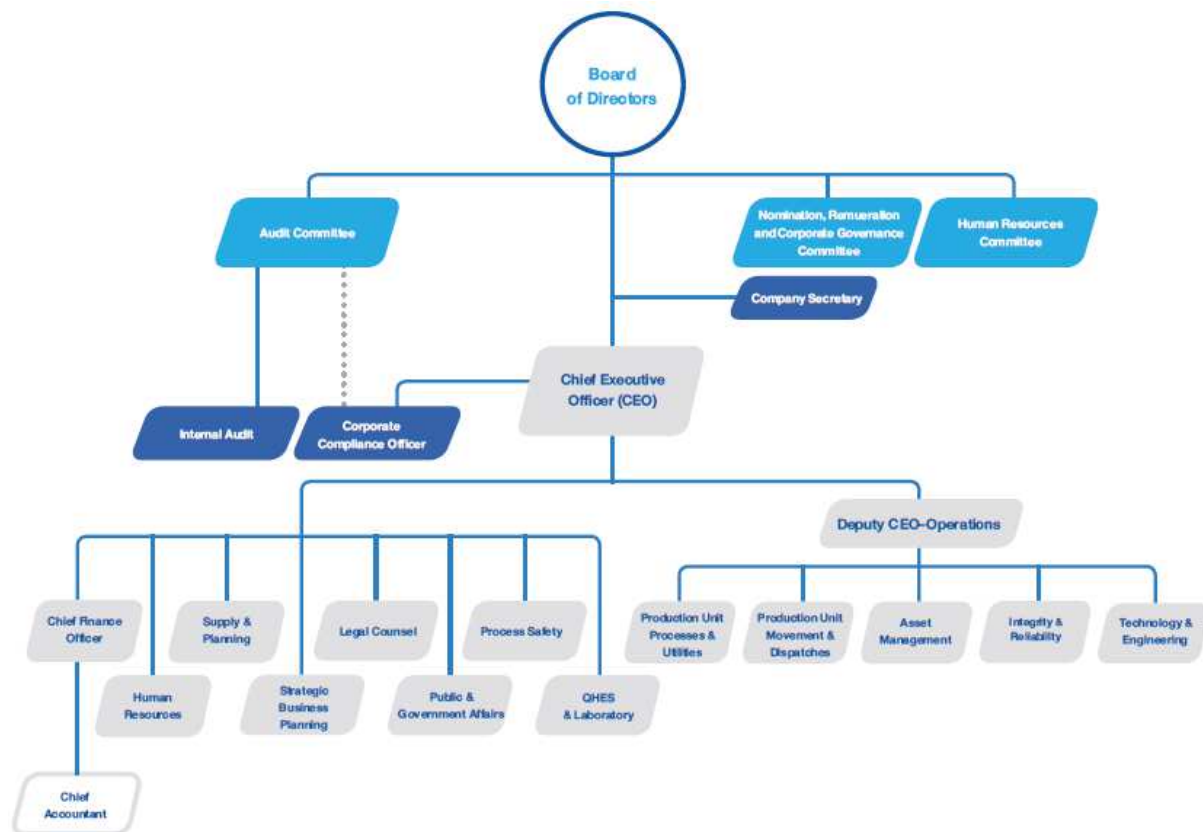 Board
of Directors
Audit Committee
Nomination, Remueration
and Corporate Governance
Committee
Human Resources
Committee
Company Secretary
Chief Executive
Officer (CEO)
Internal Audit
Corporate
Compliance Officer
Deputy CEO-Operations
Chief Finance
Officer
Supply &
Planning
Legal Counsel
Process Safety
Production Unit
Processes &
Utilities
Production Unit
Movement &
Dispatches
Asset
Management
Integrity &
Reliability
Technology &
Engineering
Human
Resources
Strategic
Business
Planning
Public &
Government Affairs
QHES
& Laboratory
Chief
Accountant